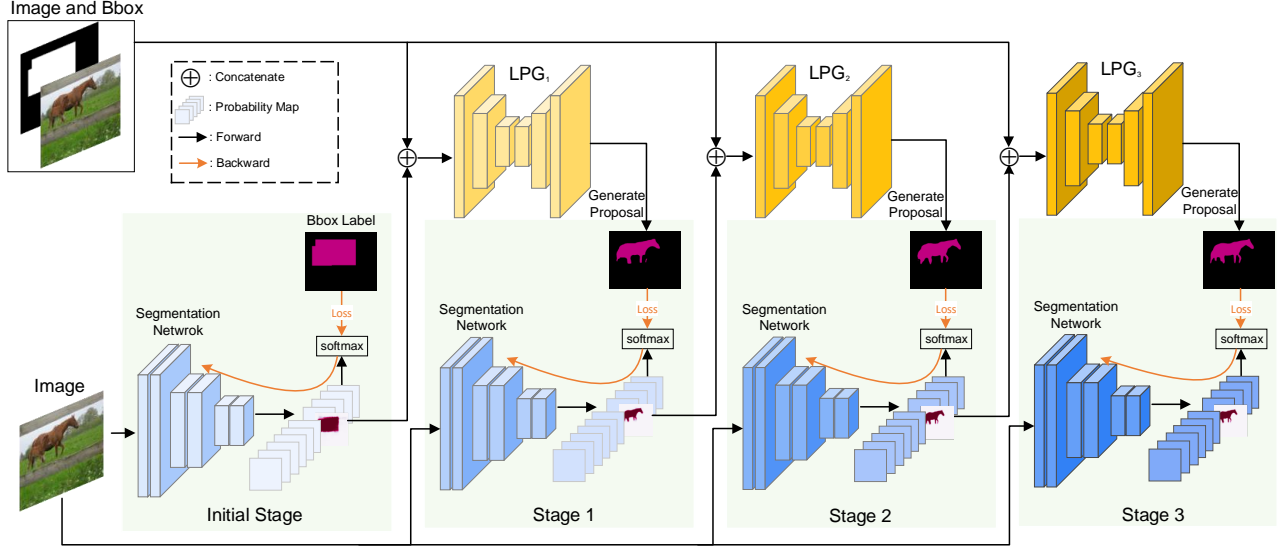 Image and Bbox
: Concatenate
: Probability Map
: Forward
: Backward
LPG1
LPG2
LPG3
Generate
Proposal
Generate
Proposal
Generate
Proposal
Bbox Label
Loss
softmax
Segmentation
Netwrok
Loss
softmax
Segmentation
Network
Loss
softmax
Segmentation
Network
Loss
softmax
Segmentation
Network
Image
Initial Stage
Stage 1
Stage 2
Stage 3